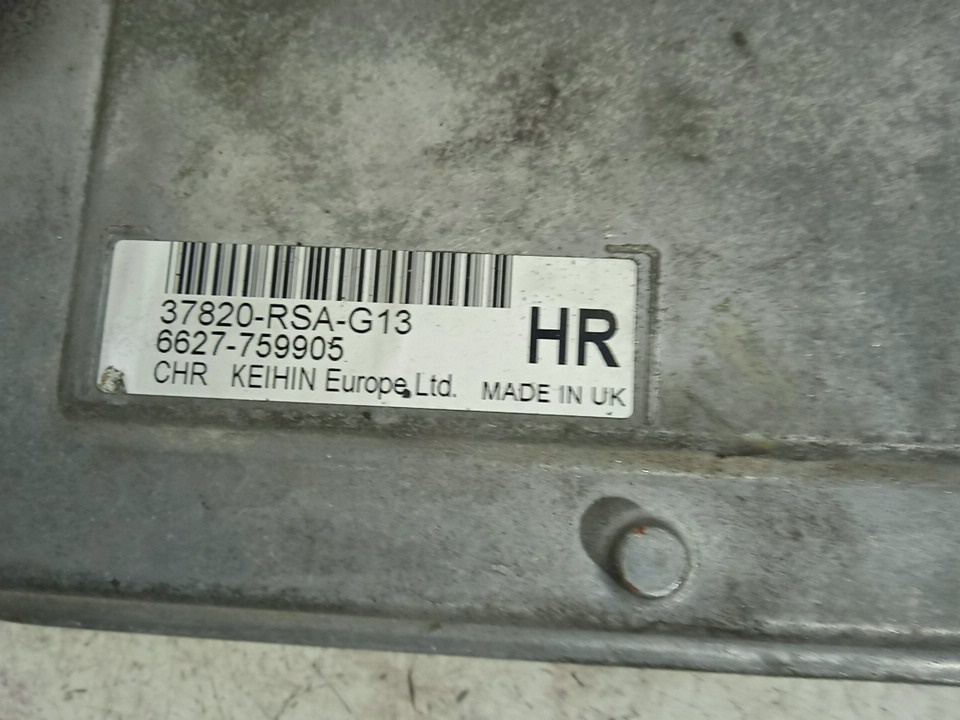 37820-RSA-G13
6627-759905
HR
CHR KEIHIN Europe Ltd. MADE IN UK